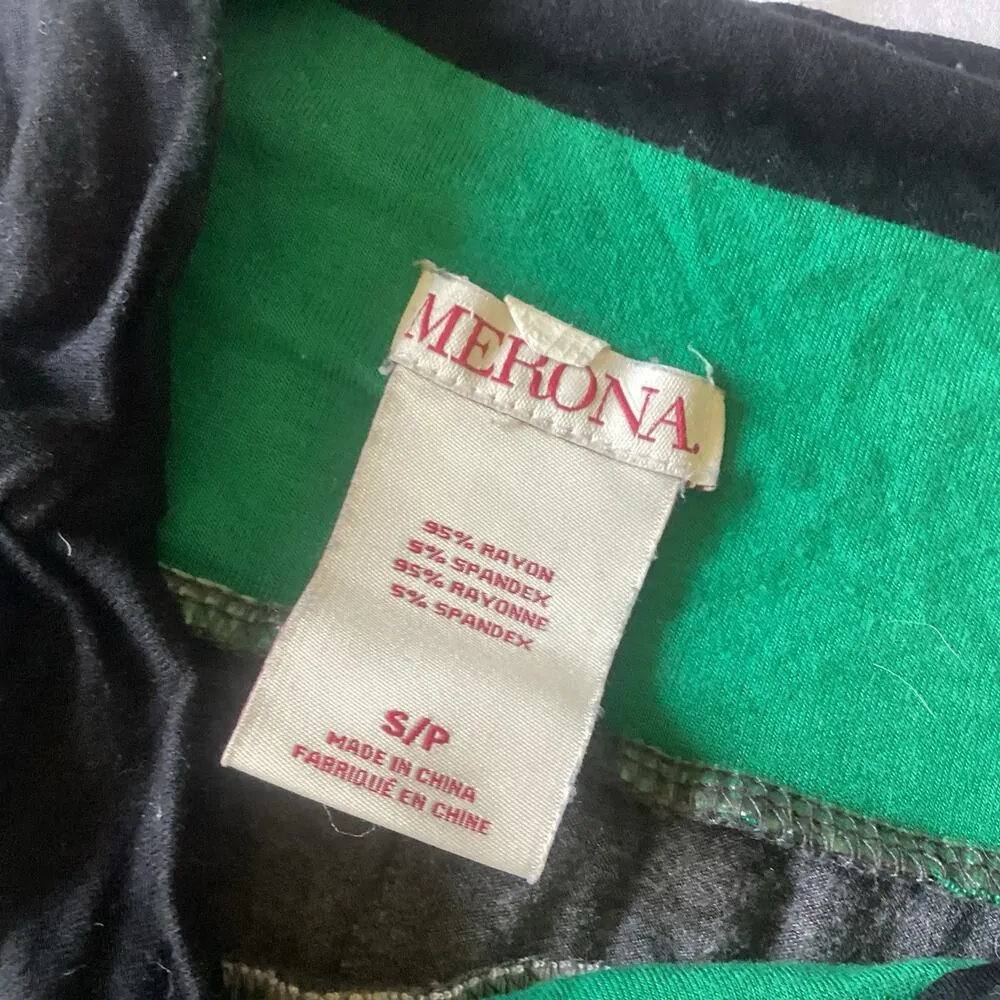 MERONA
95% RAYON
5% SPANDEX
95% RAYONNE
5% SPANDEX
S/P
MADE IN CHINA
FABRIQUÉ EN CHINE